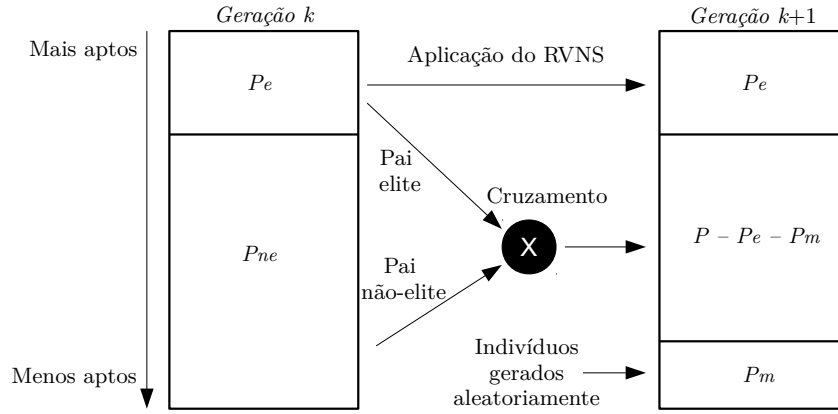 Geração k
Geração k+1
Mais aptos
Aplicação do RVNS
Pe
Pe
Pai
elite
Cruzamento
X
Pne
P – Pe – Pm
Pai
não-elite
Indivíduos
gerados
aleatoriamente
Menos aptos
Pm